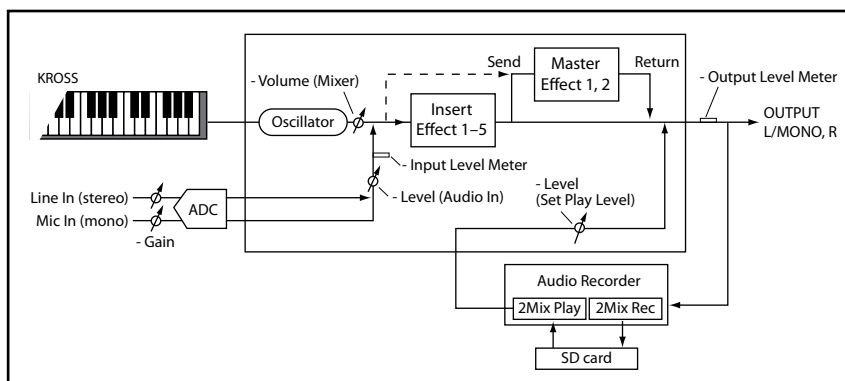 KROSS
- Volume (Mixer)
Oscillator
Send
Master
Effect 1, 2
Return
- Output Level Meter
Insert
Effect 1–5
OUTPUT
L/MONO, R
- Input Level Meter
Line In (stereo)
Mic In (mono)
ADC
- Gain
- Level (Audio In)
- Level
(Set Play Level)
Audio Recorder
2Mix Play
2Mix Rec
SD card